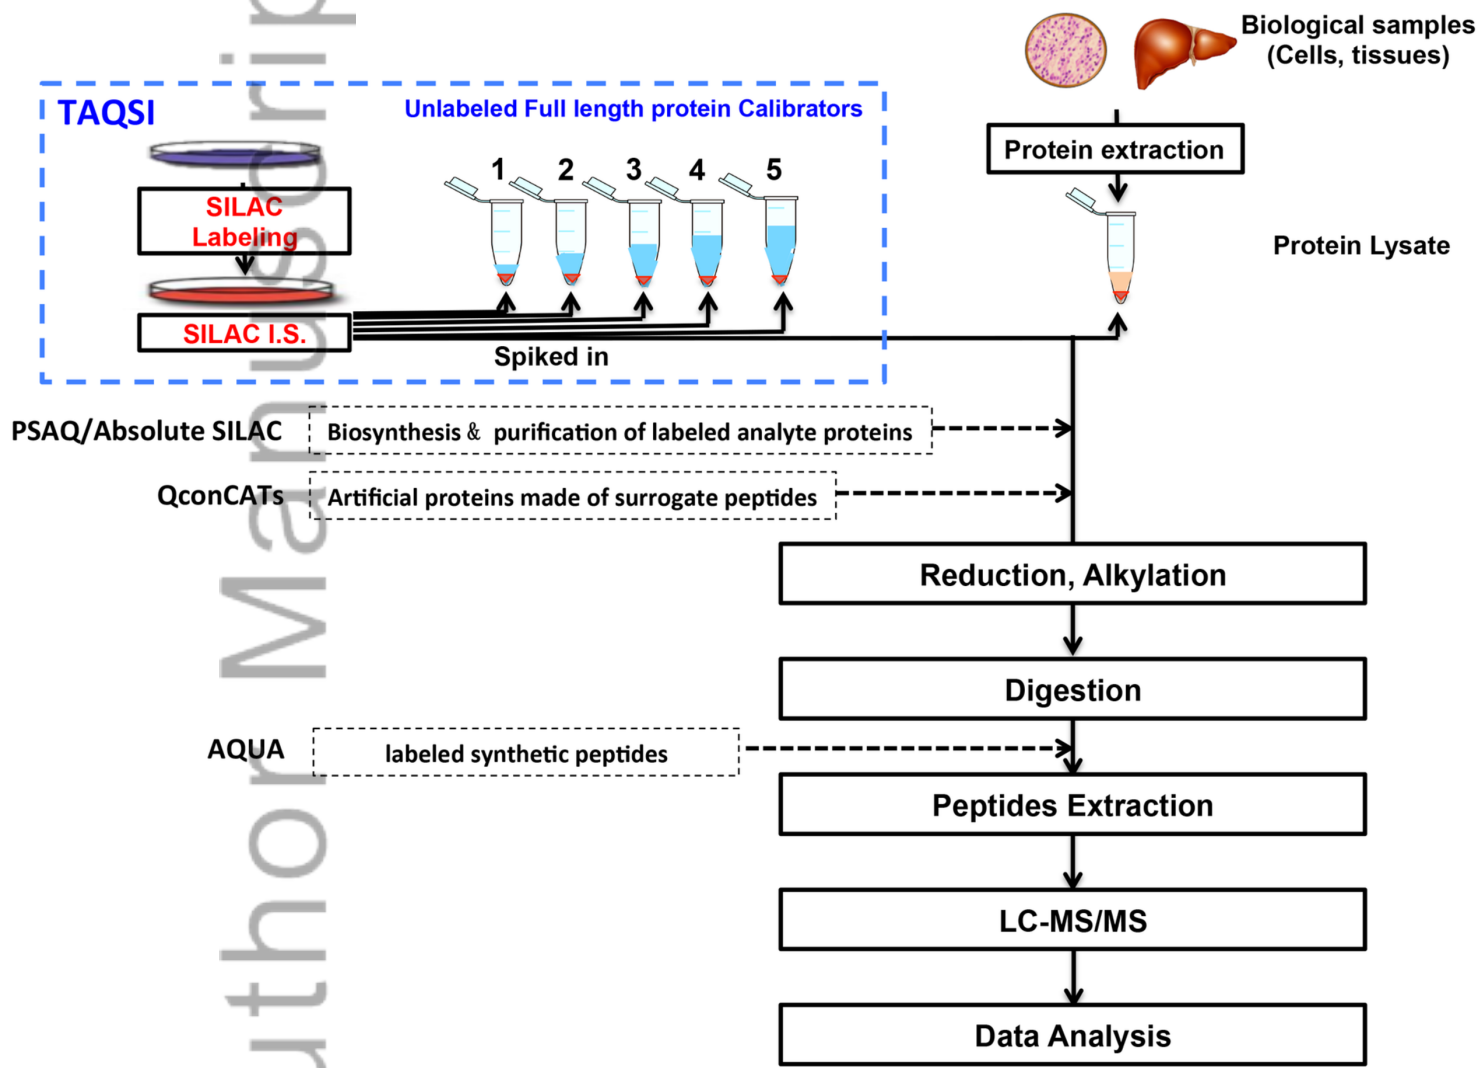 Biological samples
(Cells, tissues)
TAQSI
Unlabeled Full length protein Calibrators
1 2 3 4 5
Protein extraction
SILAC
Labeling
Protein Lysate
SILAC I.S.
Spiked in
PSAQ/Absolute SILAC
Biosynthesis & purification of labeled analyte proteins
QconCATs
Artificial proteins made of surrogate peptides
Reduction, Alkylation
Digestion
AQUA
labeled synthetic peptides
Peptides Extraction
LC-MS/MS
Data Analysis
uthor Manuscrip